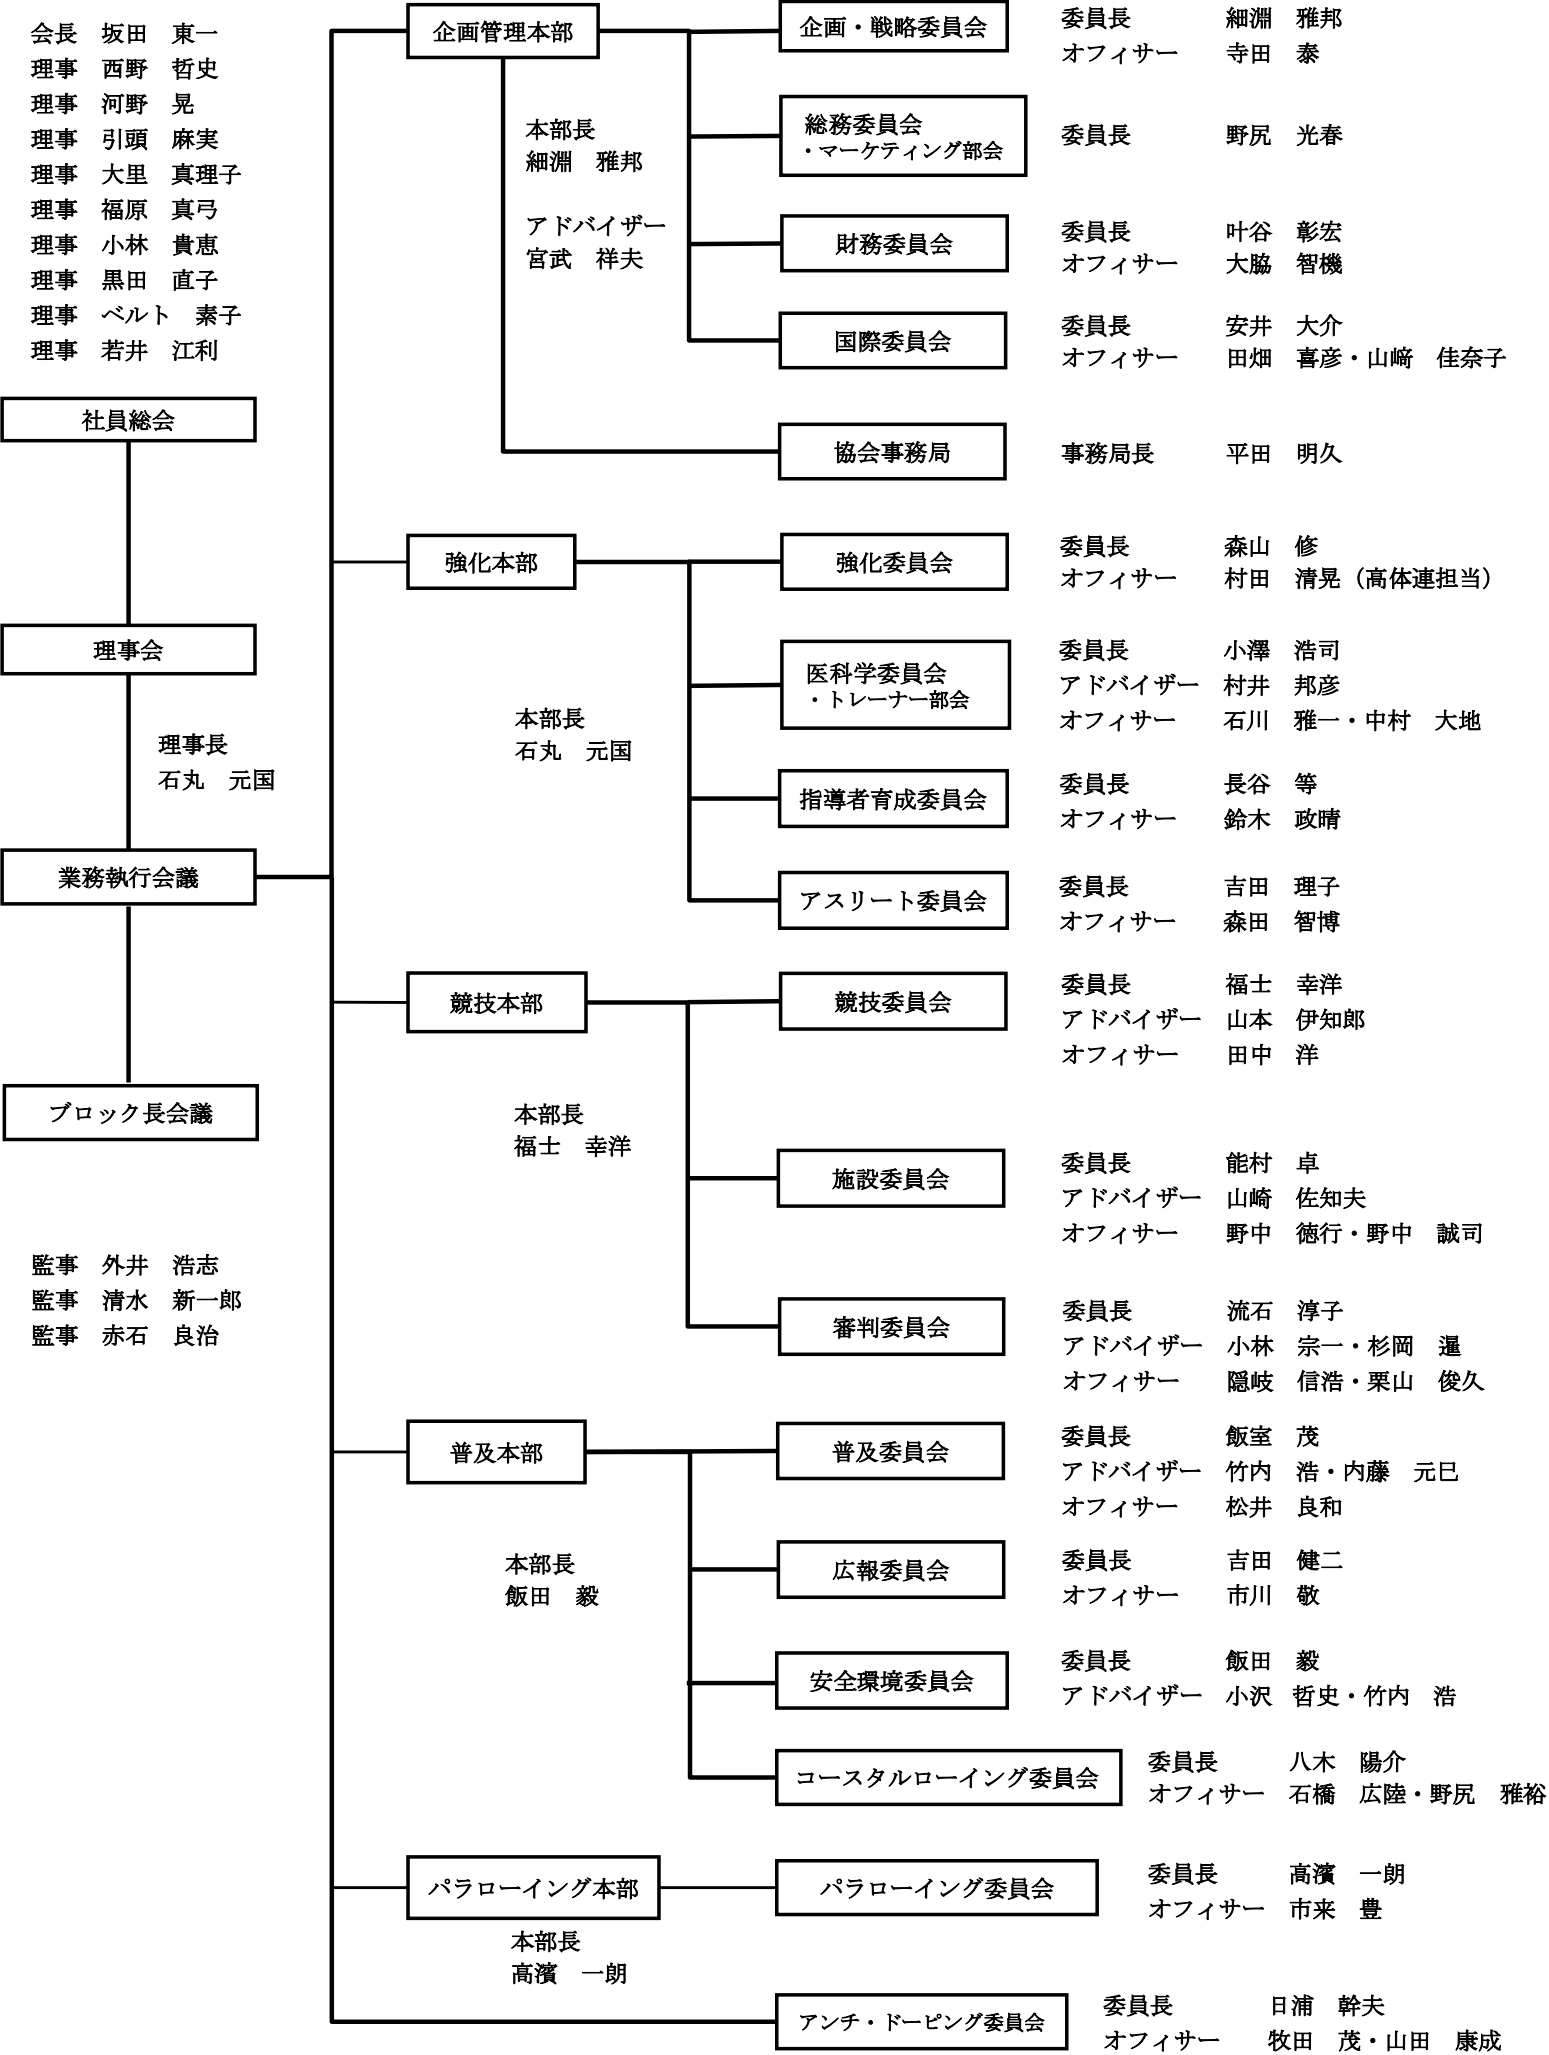 会長　坂田　東一
理事　西野　哲史
理事　河野　晃
理事　引頭　麻実
理事　大里　真理子
理事　福原　真弓
理事　小林　貴恵
理事　黒田　直子
理事　ベルト　素子
理事　若井　江利
社員総会
理事会
理事長
石丸　元国
業務執行会議
ブロック長会議
監事　外井　浩志
監事　清水　新一郎
監事　赤石　良治
企画管理本部
本部長
細淵　雅邦
アドバイザー
宮武　祥夫
企画・戦略委員会
委員長　細淵　雅邦
オフィサー　寺田　泰
総務委員会
・マーケティング部会
委員長　野尻　光春
財務委員会
委員長　叶谷　彰宏
オフィサー　大脇　智機
国際委員会
委員長　安井　大介
オフィサー　田畑　喜彦・山﨑　佳奈子
協会事務局
事務局長　平田　明久
強化本部
本部長
石丸　元国
強化委員会
委員長　森山　修
オフィサー　村田　清晃（高体連担当）
医科学委員会
・トレーナー部会
委員長　小澤　浩司
アドバイザー　村井　邦彦
オフィサー　石川　雅一・中村　大地
指導者育成委員会
委員長　長谷　等
オフィサー　鈴木　政晴
アスリート委員会
委員長　吉田　理子
オフィサー　森田　智博
競技本部
本部長
福士　幸洋
競技委員会
委員長　福士　幸洋
アドバイザー　山本　伊知郎
オフィサー　田中　洋
施設委員会
委員長　能村　卓
アドバイザー　山崎　佐知夫
オフィサー　野中　徳行・野中　誠司
審判委員会
委員長　流石　淳子
アドバイザー　小林　宗一・杉岡　暹
オフィサー　隠岐　信浩・栗山　俊久
普及本部
本部長
飯田　毅
普及委員会
委員長　飯室　茂
アドバイザー　竹内　浩・内藤　元巳
オフィサー　松井　良和
広報委員会
委員長　吉田　健二
オフィサー　市川　敬
安全環境委員会
委員長　飯田　毅
アドバイザー　小沢　哲史・竹内　浩
コースタルローイング委員会
委員長　八木　陽介
オフィサー　石橋　広陸・野尻　雅裕
パラローイング本部
本部長
髙濱　一朗
パラローイング委員会
委員長　髙濱　一朗
オフィサー　市来　豊
アンチ・ドーピング委員会
委員長　日浦　幹夫
オフィサー　牧田　茂・山田　康成